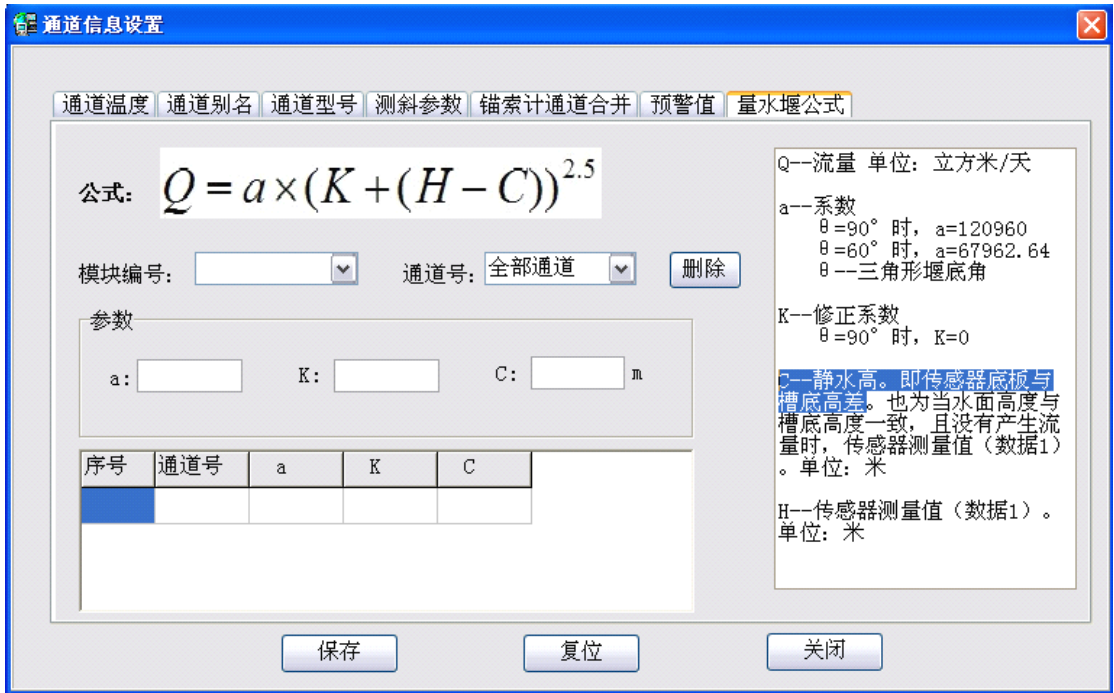 通道信息设置
通道温度 通道别名 通道型号 测斜参数 锚索计通道合并 预警值 量水堰公式
公式: Q = a×(K+(H−C))^2.5
模块编号: 通道号: 全部通道 删除
参数
a: K: C: m
序号 通道号 a K C
Q--流量 单位: 立方米/天
a--系数
θ=90° 时, a=120960
θ=60° 时, a=67962.64
θ--三角形堰底角
K--修正系数
θ=90° 时, K=0
C--静水高。即传感器底板与
槽底高差。也为当水面高度与
槽底高度一致, 且没有产生流
量时, 传感器测量值（数据1）
。单位: 米
H--传感器测量值（数据1）。
单位: 米
保存 复位 关闭